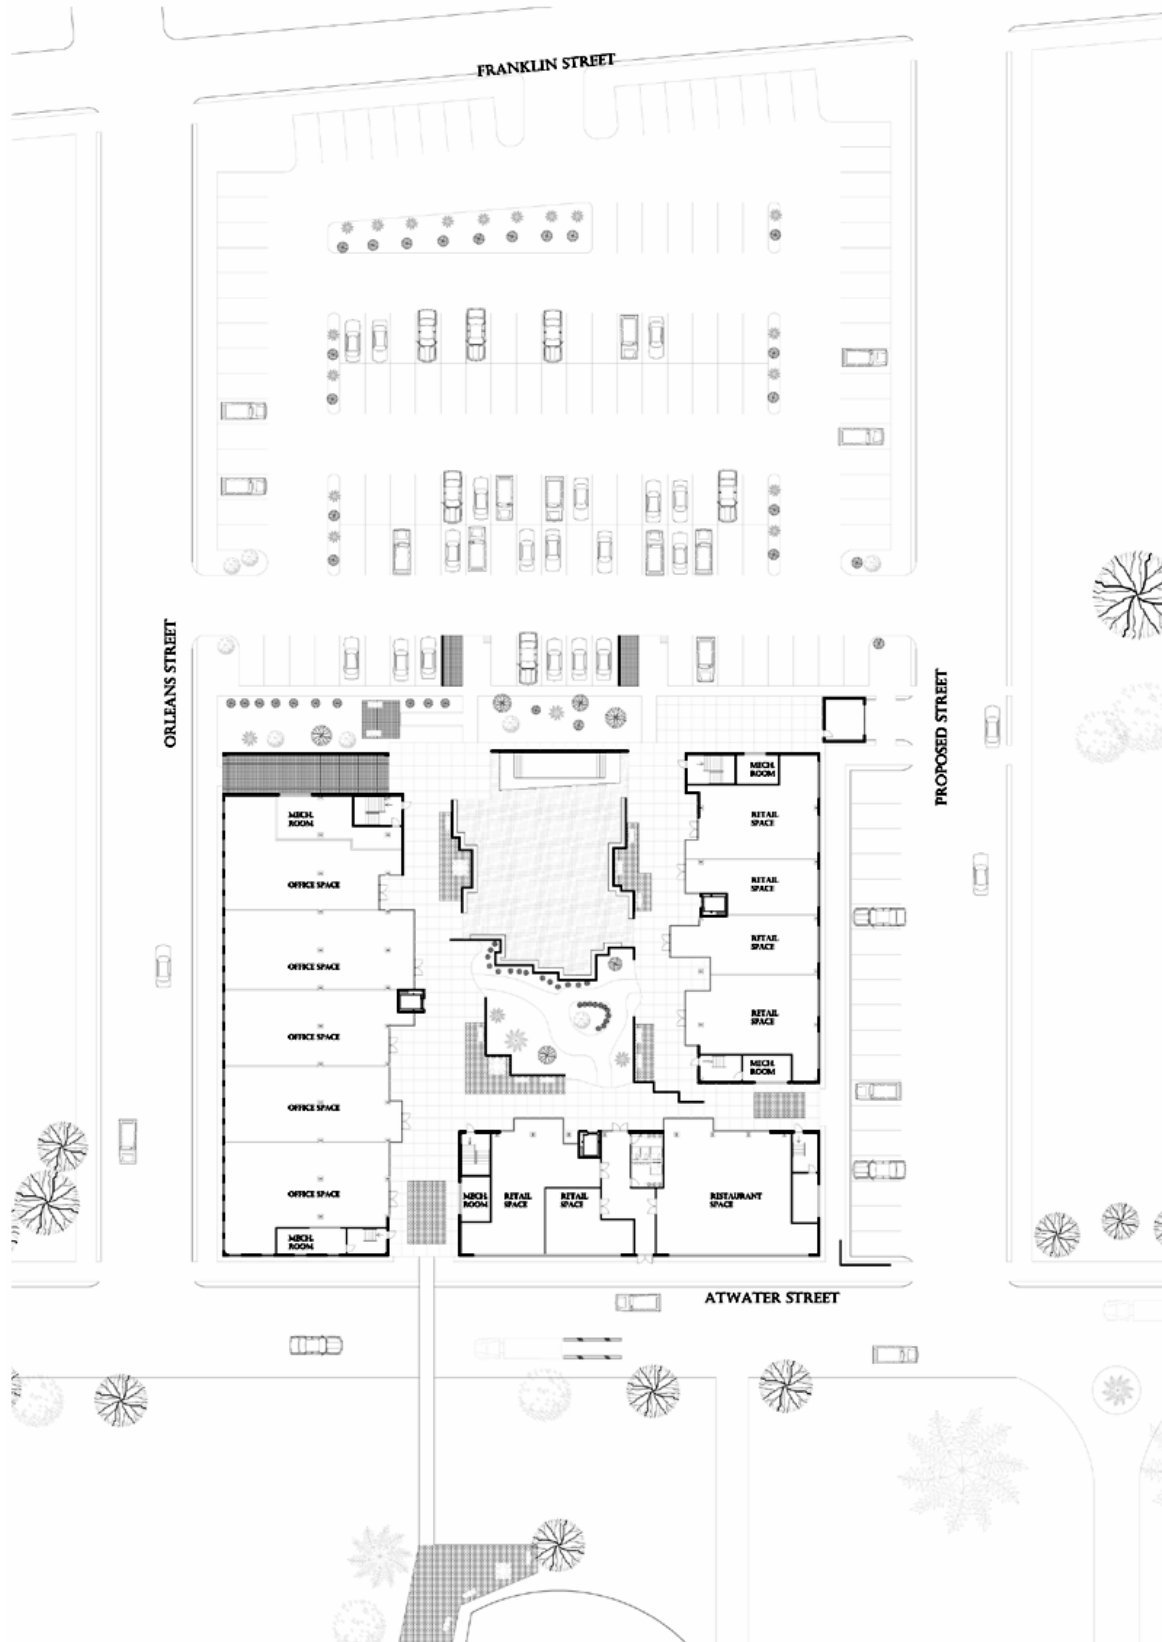 FRANKLIN STREET
ORLEANS STREET
PROPOSED STREET
MECH.
ROOM
RETAIL
SPACE
MECH.
ROOM
OFFICE SPACE
RETAIL
SPACE
RETAIL
SPACE
OFFICE SPACE
RETAIL
SPACE
OFFICE SPACE
MECH.
ROOM
OFFICE SPACE
OFFICE SPACE
MECH.
ROOM
RETAIL
SPACE
RETAIL
SPACE
RESTAURANT
SPACE
MECH.
ROOM
ATWATER STREET